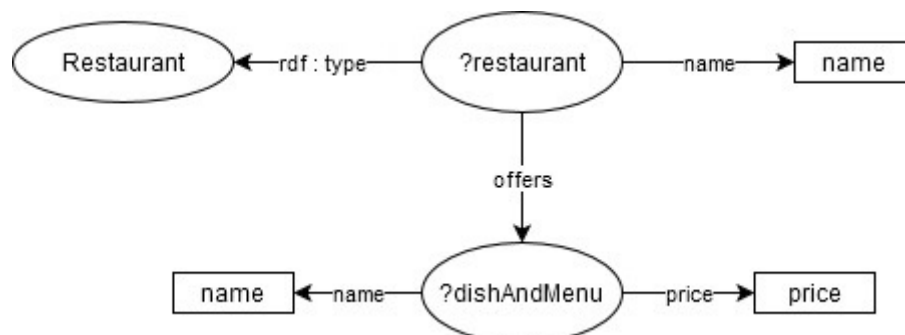 Restaurant
rdf : type
?restaurant
name
name
offers
name
name
?dishAndMenu
price
price